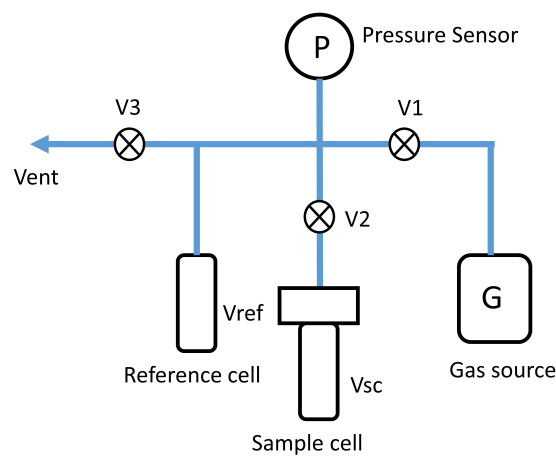 P
Pressure Sensor
V3
V1
Vent
V2
G
Vref
Reference cell
Gas source
Vsc
Sample cell